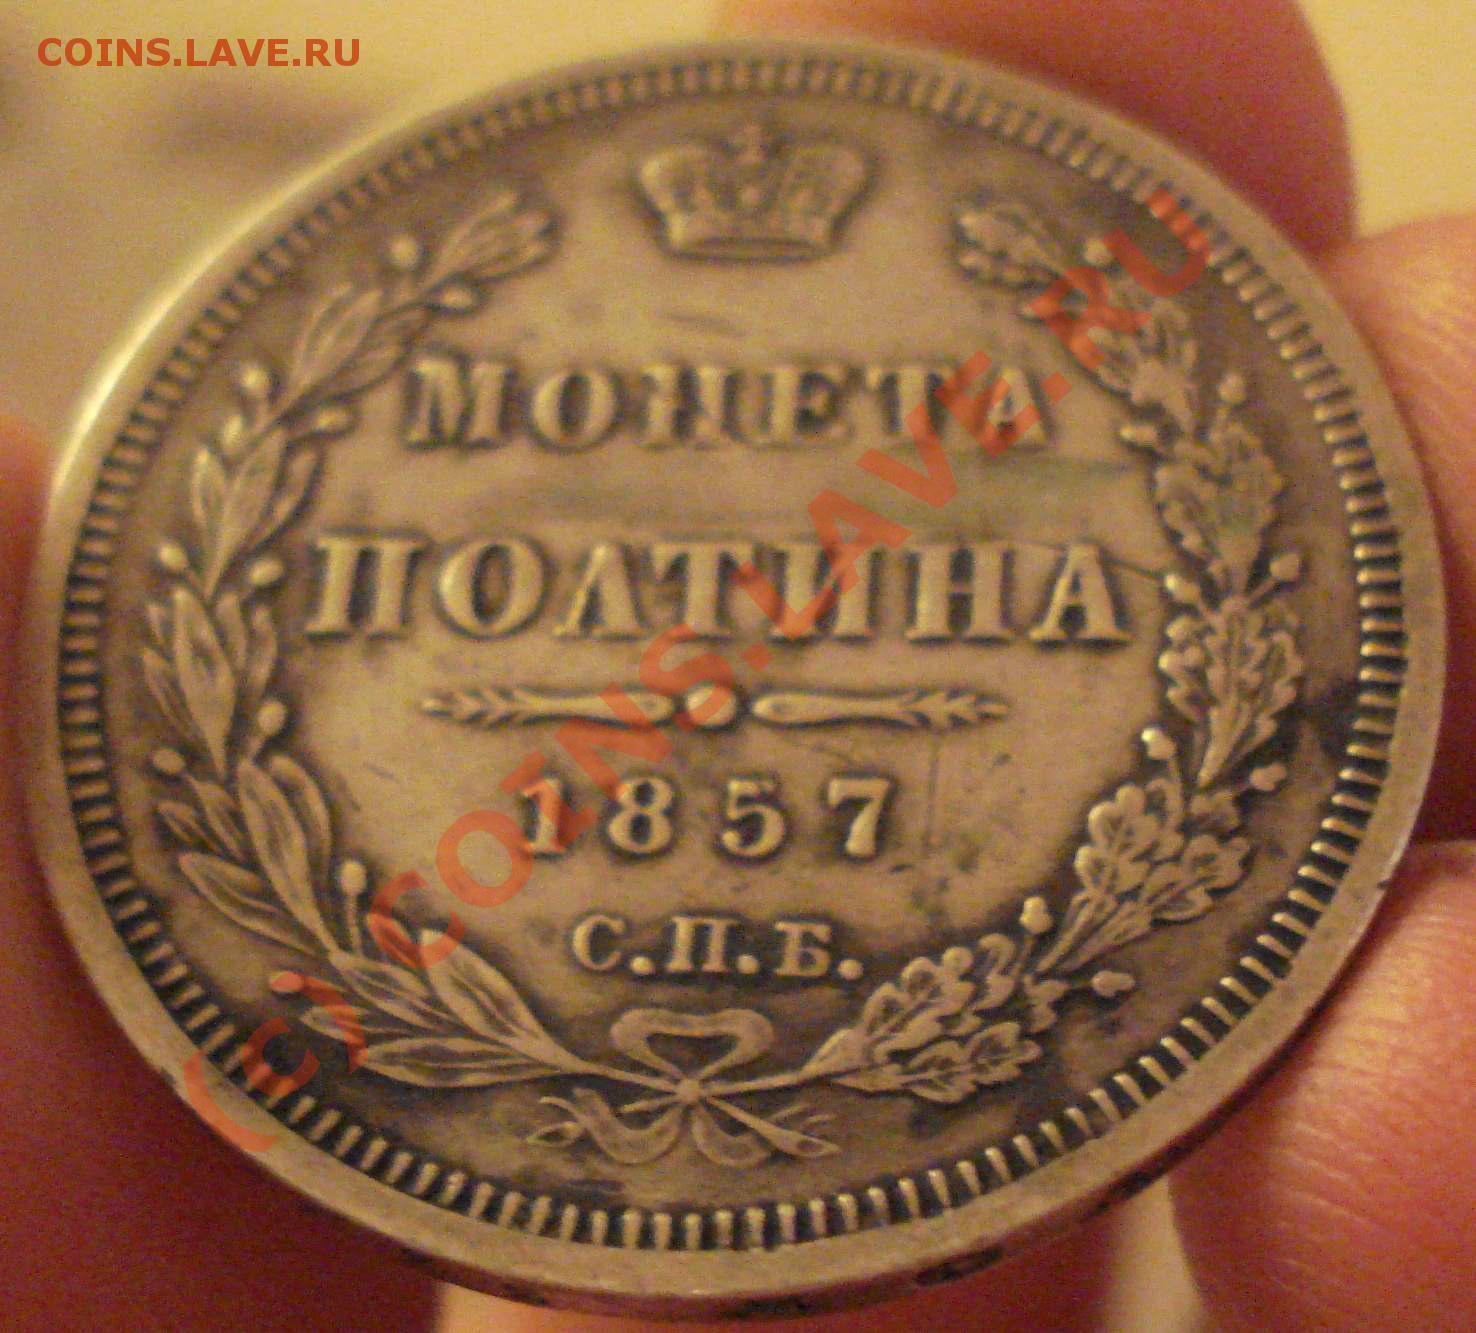 COINS.LAVE.RU
МОНЕТА
ПОЛТИНА
1857
С.П.Б.
(C) COINS.LAVE.RU